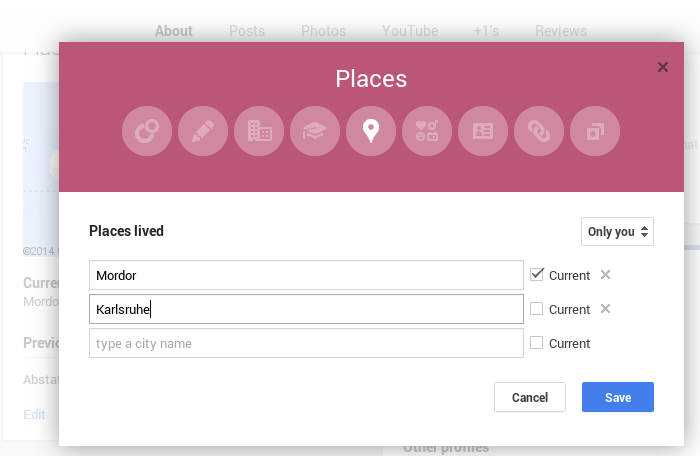 About Posts Photos YouTube +1's Reviews
Places
Places lived
Only you
Mordor
Current
Karlsruhe
Current
type a city name
Current
Cancel
Save
©2014
Curre
Mordo
Previo
Abstat
Edit
Other profiles